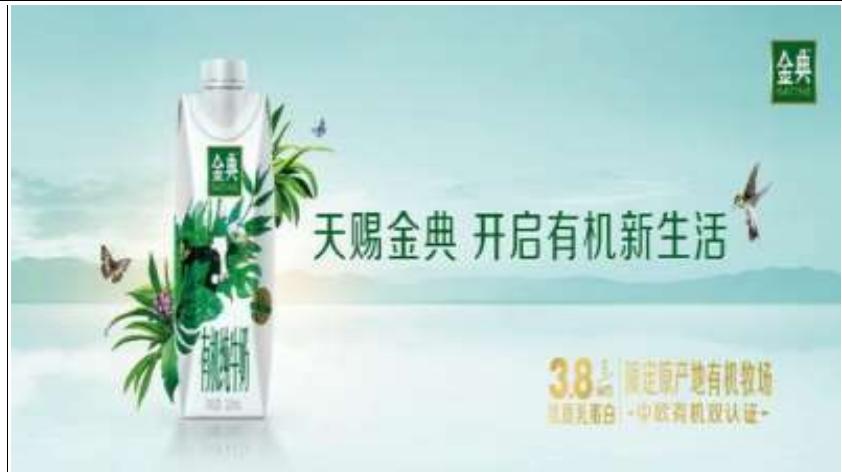 金典
金典
天赐金典 开启有机新生活
有机纯牛奶
3.8
限定原产地有机牧场
优质乳蛋白
-中欧有机双认证-